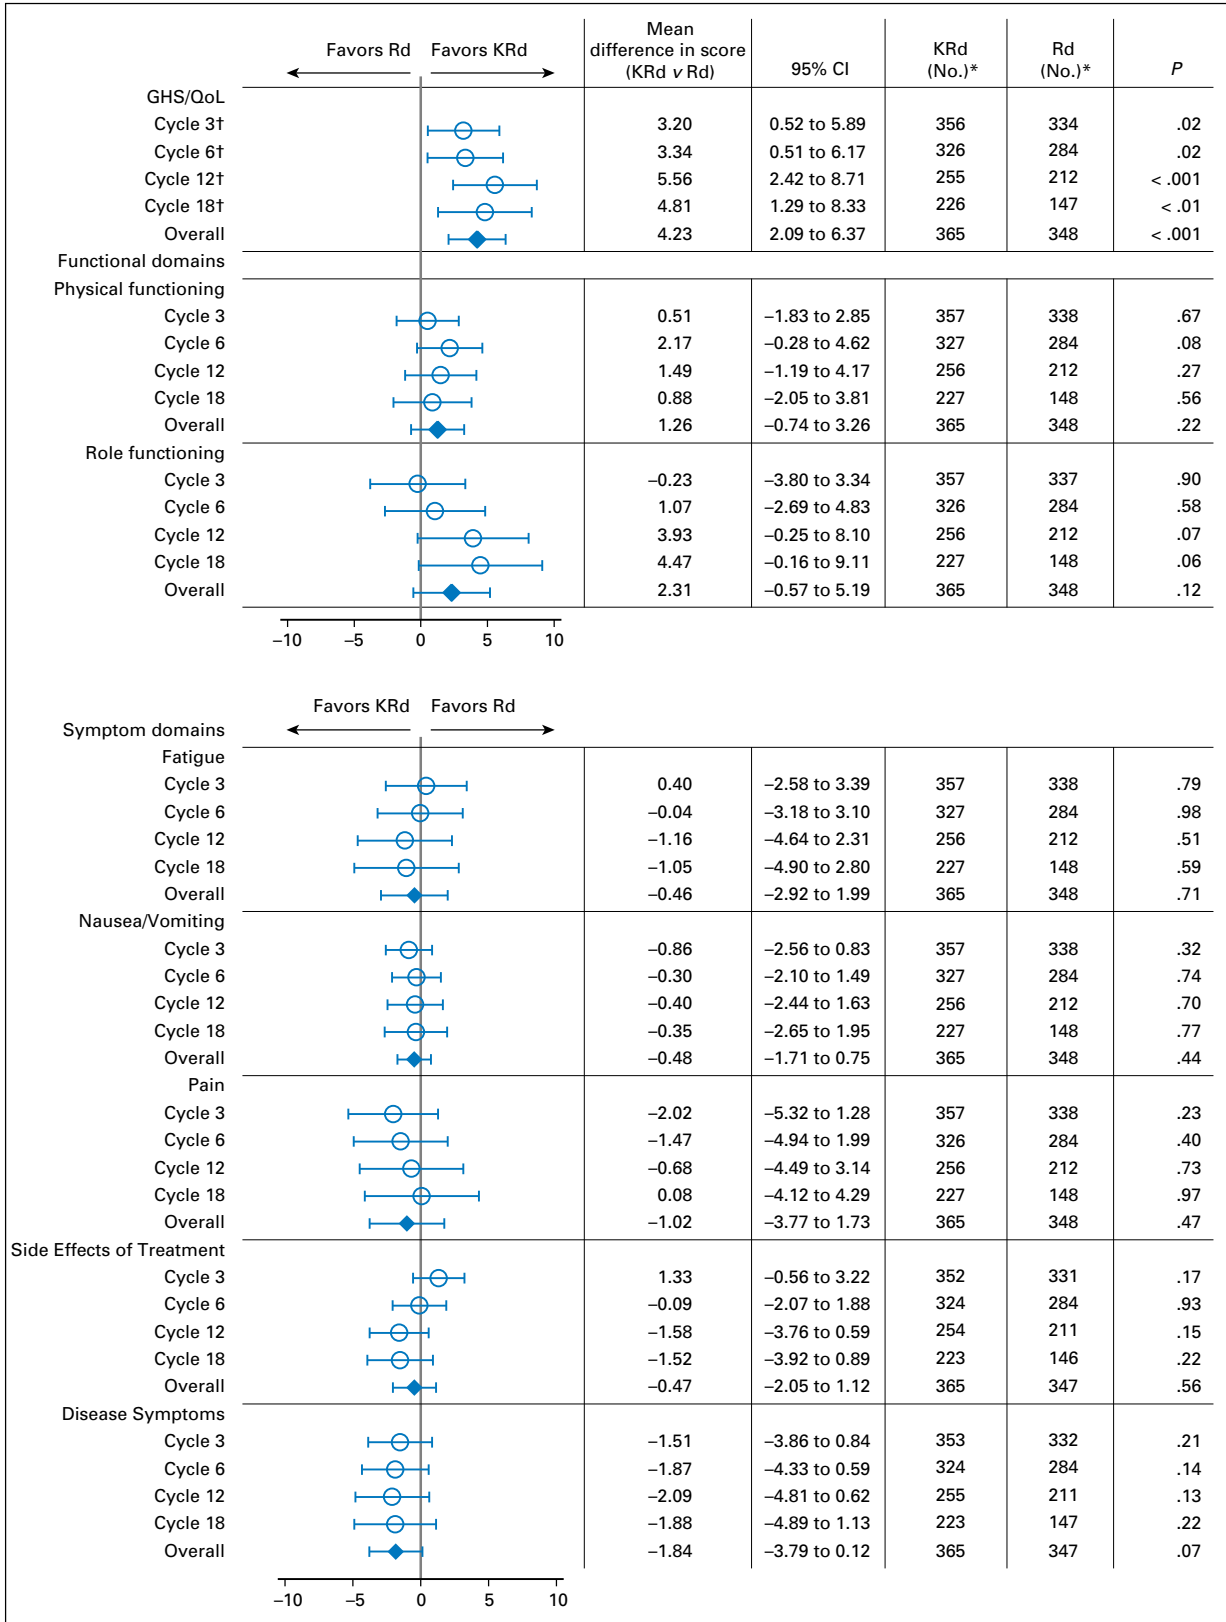 Favors Rd Favors KRd Mean difference in score (KRd v Rd) 95% CI KRd (No.)* Rd (No.)* P
GHS/QoL
Cycle 3† 3.20 0.52 to 5.89 356 334 .02
Cycle 6† 3.34 0.51 to 6.17 326 284 .02
Cycle 12† 5.56 2.42 to 8.71 255 212 < .001
Cycle 18† 4.81 1.29 to 8.33 226 147 < .01
Overall 4.23 2.09 to 6.37 365 348 < .001
Functional domains
Physical functioning
Cycle 3 0.51 –1.83 to 2.85 357 338 .67
Cycle 6 2.17 –0.28 to 4.62 327 284 .08
Cycle 12 1.49 –1.19 to 4.17 256 212 .27
Cycle 18 0.88 –2.05 to 3.81 227 148 .56
Overall 1.26 –0.74 to 3.26 365 348 .22
Role functioning
Cycle 3 –0.23 –3.80 to 3.34 357 337 .90
Cycle 6 1.07 –2.69 to 4.83 326 284 .58
Cycle 12 3.93 –0.25 to 8.10 256 212 .07
Cycle 18 4.47 –0.16 to 9.11 227 148 .06
Overall 2.31 –0.57 to 5.19 365 348 .12
–10 –5 0 5 10
Favors KRd Favors Rd
Symptom domains
Fatigue
Cycle 3 0.40 –2.58 to 3.39 357 338 .79
Cycle 6 –0.04 –3.18 to 3.10 327 284 .98
Cycle 12 –1.16 –4.64 to 2.31 256 212 .51
Cycle 18 –1.05 –4.90 to 2.80 227 148 .59
Overall –0.46 –2.92 to 1.99 365 348 .71
Nausea/Vomiting
Cycle 3 –0.86 –2.56 to 0.83 357 338 .32
Cycle 6 –0.30 –2.10 to 1.49 327 284 .74
Cycle 12 –0.40 –2.44 to 1.63 256 212 .70
Cycle 18 –0.35 –2.65 to 1.95 227 148 .77
Overall –0.48 –1.71 to 0.75 365 348 .44
Pain
Cycle 3 –2.02 –5.32 to 1.28 357 338 .23
Cycle 6 –1.47 –4.94 to 1.99 326 284 .40
Cycle 12 –0.68 –4.49 to 3.14 256 212 .73
Cycle 18 0.08 –4.12 to 4.29 227 148 .97
Overall –1.02 –3.77 to 1.73 365 348 .47
Side Effects of Treatment
Cycle 3 1.33 –0.56 to 3.22 352 331 .17
Cycle 6 –0.09 –2.07 to 1.88 324 284 .93
Cycle 12 –1.58 –3.76 to 0.59 254 211 .15
Cycle 18 –1.52 –3.92 to 0.89 223 146 .22
Overall –0.47 –2.05 to 1.12 365 347 .56
Disease Symptoms
Cycle 3 –1.51 –3.86 to 0.84 353 332 .21
Cycle 6 –1.87 –4.33 to 0.59 324 284 .14
Cycle 12 –2.09 –4.81 to 0.62 255 211 .13
Cycle 18 –1.88 –4.89 to 1.13 223 147 .22
Overall –1.84 –3.79 to 0.12 365 347 .07
–10 –5 0 5 10